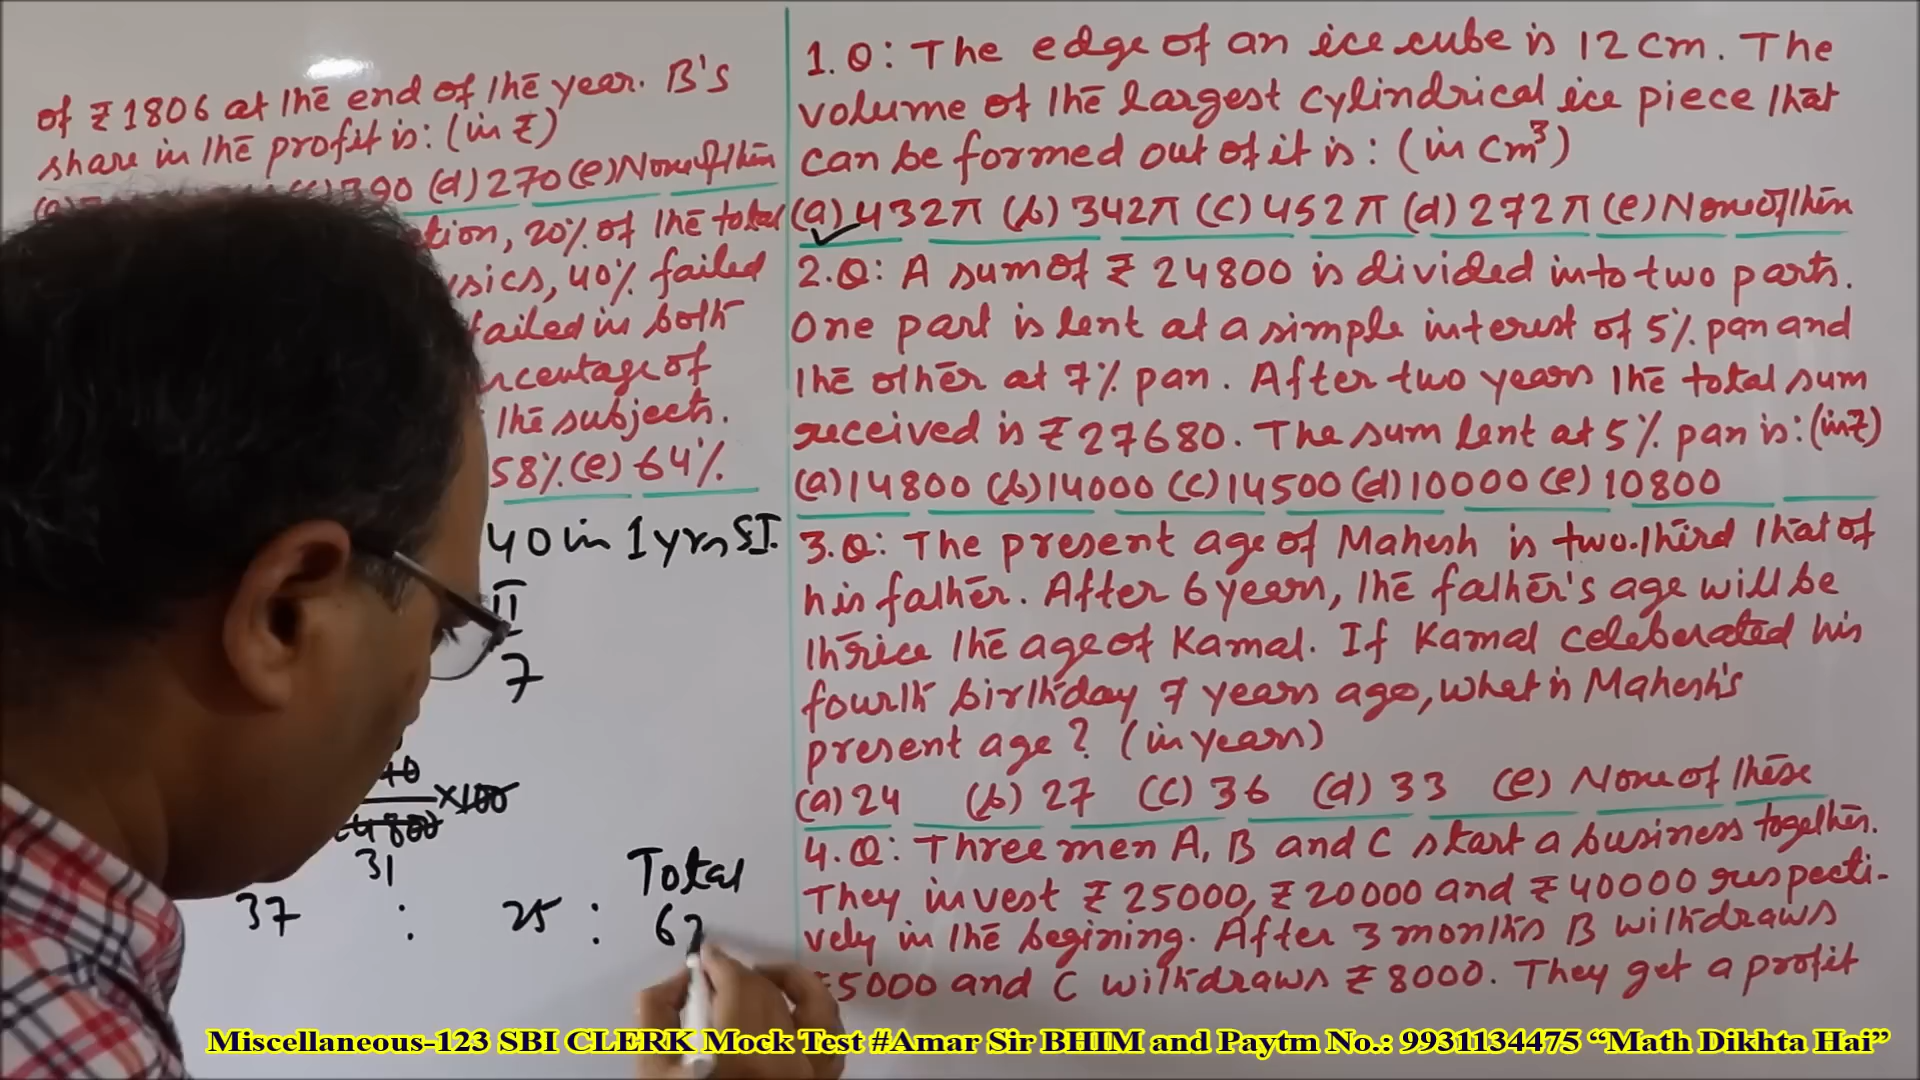 of ₹ 1806 at the end of the year. B's
share in the profit is: (in ₹)
390 (d) 270 (e) None of them
20% of the total
40% failed
failed in both
of
the subjects.
58% (e) 64%
40 in 1 yrs SI.
II
7
×100
31
Total
37 : 25 : 62
1.Q: The edge of an ice cube is 12 cm. The
volume of the largest cylindrical ice piece that
can be formed out of it is: (in cm³)
(a) 432π (b) 342π (c) 452π (d) 272π (e) None of them
2.Q: A sum of ₹ 24800 is divided into two parts.
One part is lent at a simple interest of 5% pan and
the other at 7% pan. After two years the total sum
received is ₹ 27680. The sum lent at 5% pan is: (in ₹)
(a) 14800 (b) 14000 (c) 14500 (d) 10000 (e) 10800
3.Q: The present age of Mahesh is two-third that of
his father. After 6 years, the father's age will be
thrice the age of Kamal. If Kamal celeberated his
fourth birthday 7 years ago, what is Mahesh's
present age? (in years)
(a) 24 (b) 27 (c) 36 (d) 33 (e) None of these
4.Q: Three men A, B and C start a business together.
They invest ₹ 25000, ₹ 20000 and ₹ 40000 respecti-
vely in the begining. After 3 months B withdraws
₹ 5000 and C withdraws ₹ 8000. They get a profit
Miscellaneous-123 SBI CLERK Mock Test #Amar Sir BHIM and Paytm No.: 9931134475 “Math Dikhta Hai”